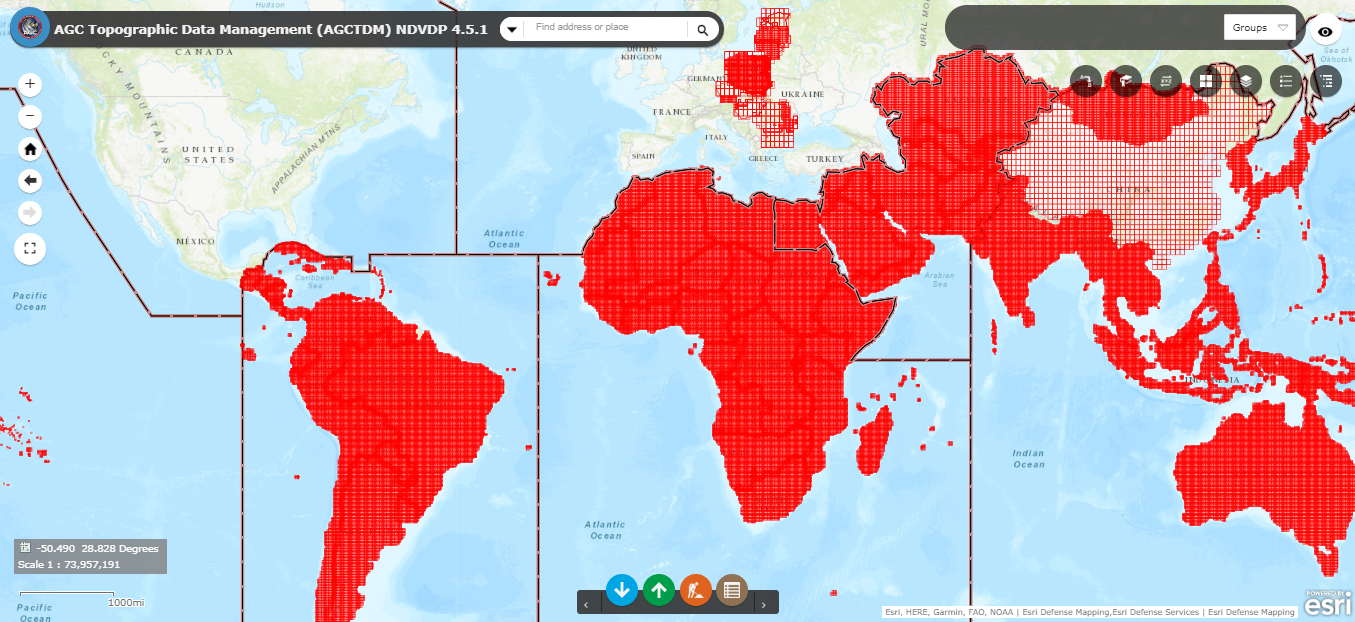 Hudson
AGC Topographic Data Management (AGCTDM) NDVDP 4.5.1
Find address or place
Groups
CANADA
UNITED
KINGDOM
URAL MO
Sea of
Okhotsk
GERMAN
UKRAINE
FRANCE
ROCKY MOUNTAINS
ITALY
UNITED
STATES
APPALACHIAN MTNS
SPAIN
GREECE
TURKEY
CHINA
MÉXICO
Atlantic
Ocean
Caribbean
Sea
Arabian
Sea
Pacific
Ocean
INDONESIA
Indian
Ocean
Atlantic
Ocean
-50.490 28.828 Degrees
Scale 1 : 73,957,191
1000mi
Pacific
Ocean
Esri, HERE, Garmin, FAO, NOAA | Esri Defense Mapping,Esri Defense Services | Esri Defense Mapping
POWERED BY
esri